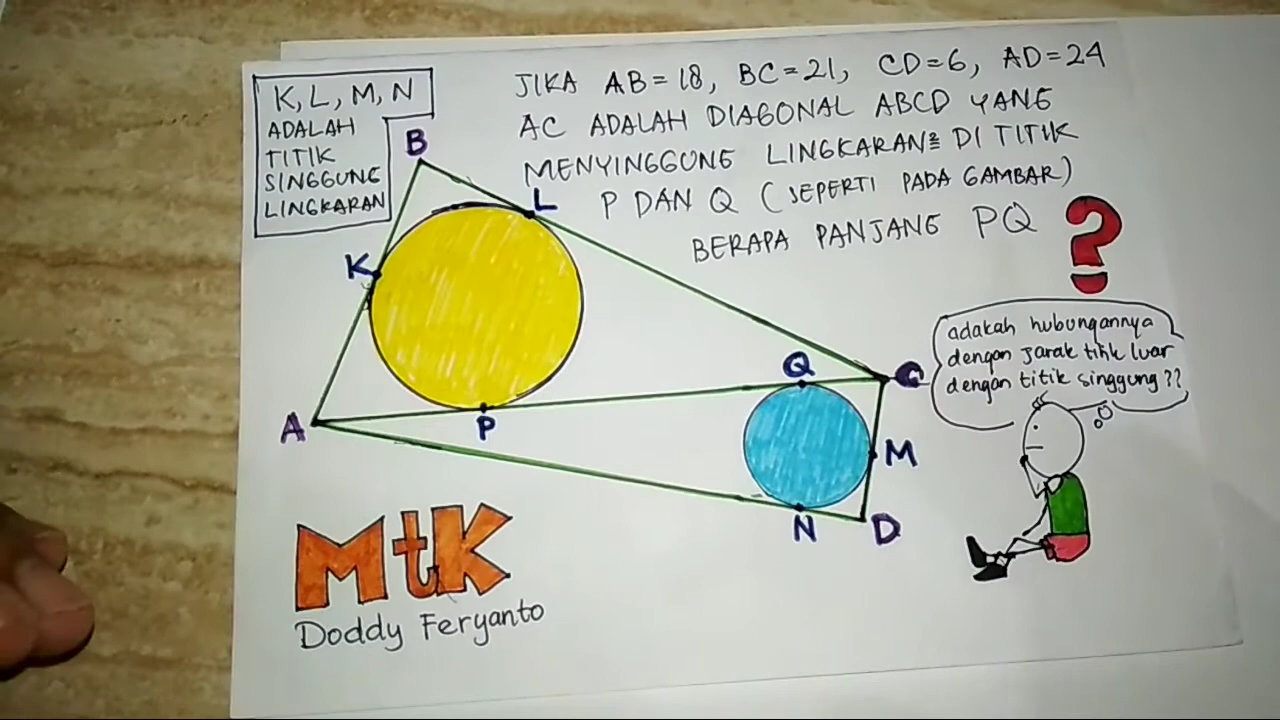 K, L, M, N
ADALAH
TITIK
SINGGUNG
LINGKARAN
JIKA AB = 18, BC = 21, CD = 6, AD = 24
AC ADALAH DIAGONAL ABCD YANG
MENYINGGUNG LINGKARAN² DI TITIK
P DAN Q (SEPERTI PADA GAMBAR)
BERAPA PANJANG PQ ?
B
L
K
A
P
Q
C
M
N
D
adakah hubungannya
dengan jarak titik luar
dengan titik singgung??
MtK
Doddy Feryanto